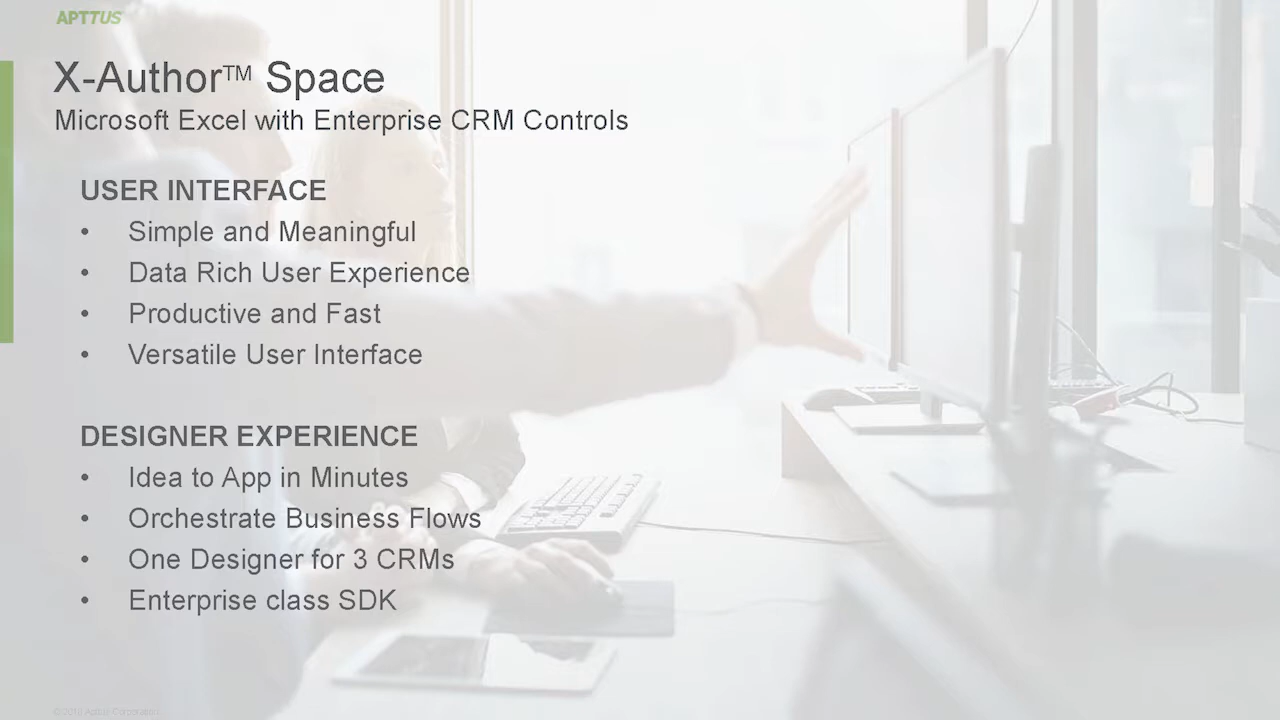 APTTUS
X-Author™ Space
Microsoft Excel with Enterprise CRM Controls
USER INTERFACE
• Simple and Meaningful
• Data Rich User Experience
• Productive and Fast
• Versatile User Interface
DESIGNER EXPERIENCE
• Idea to App in Minutes
• Orchestrate Business Flows
• One Designer for 3 CRMs
• Enterprise class SDK